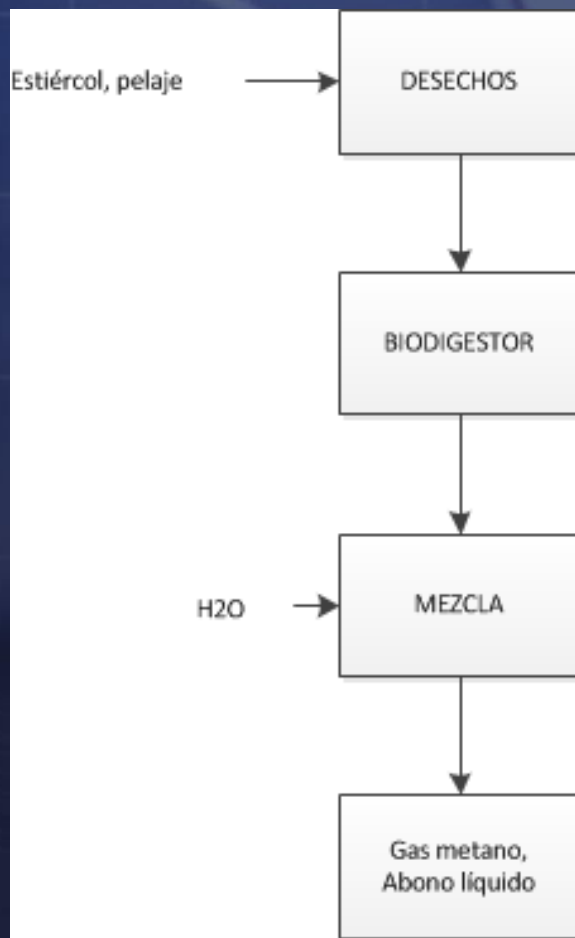 Estiércol, pelaje
DESECHOS
BIODIGESTOR
H2O
MEZCLA
Gas metano,
Abono líquido